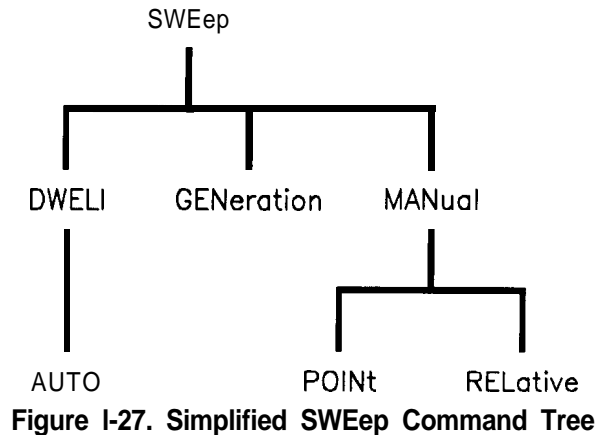 SWEep
DWELl GENeration MANual
AUTO POINt RELative
Figure l-27. Simplified SWEep Command Tree